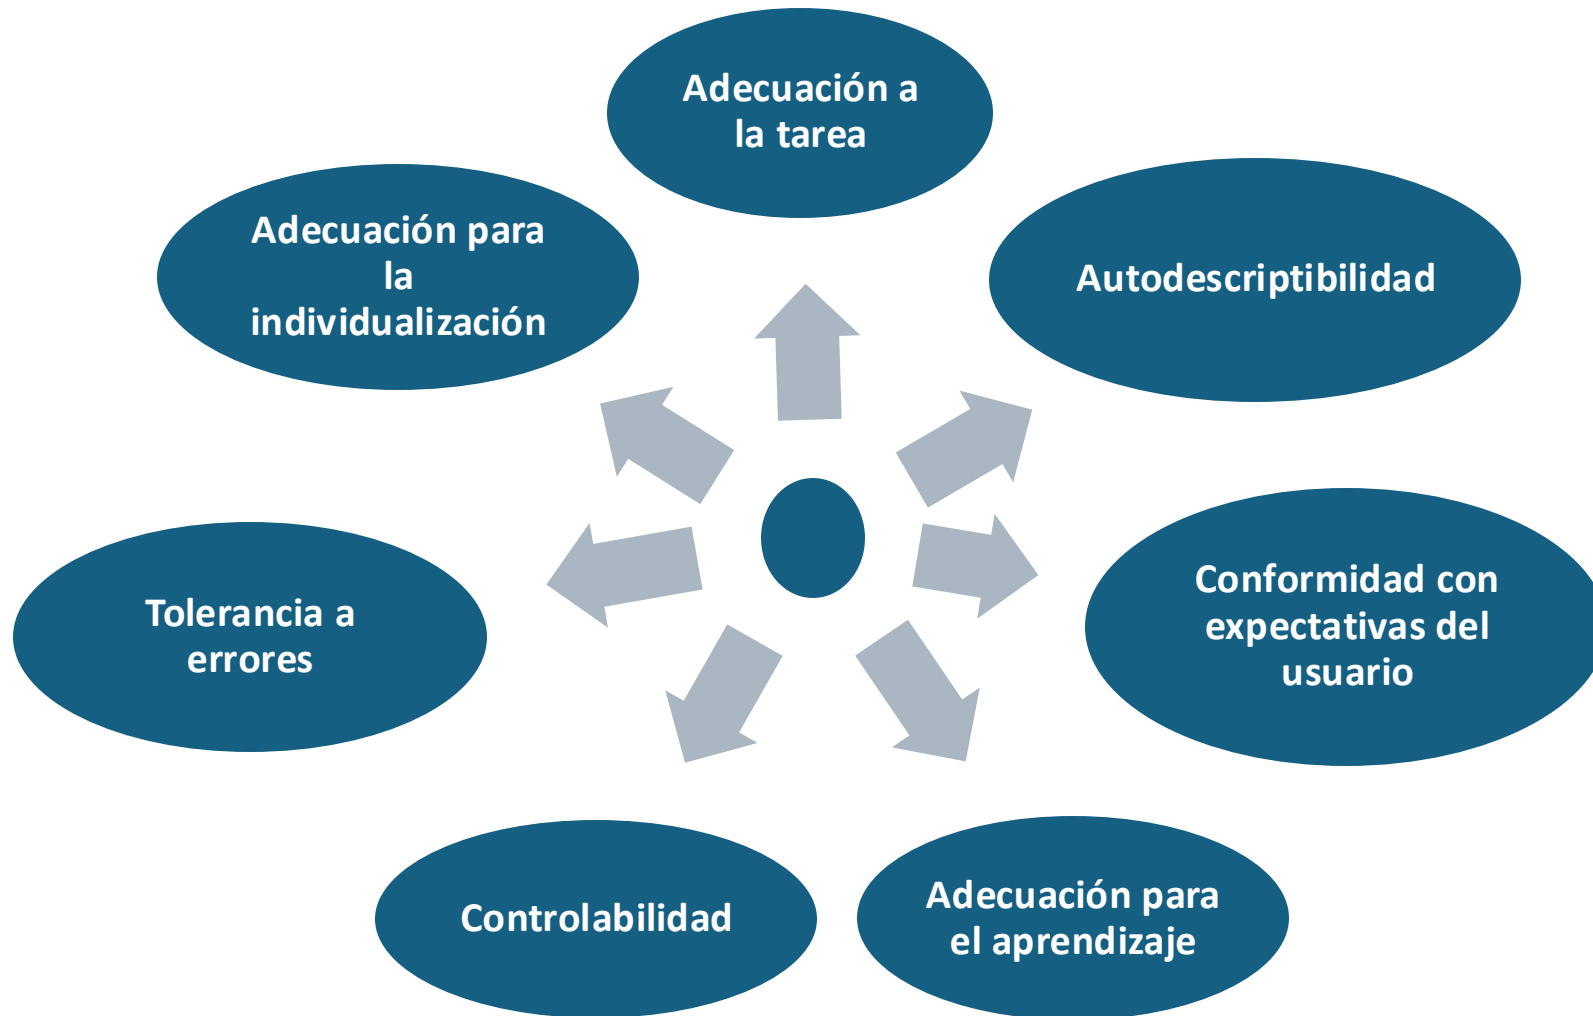 Adecuación a
la tarea
Autodescriptibilidad
Conformidad con
expectativas del
usuario
Adecuación para
el aprendizaje
Controlabilidad
Tolerancia a
errores
Adecuación para
la
individualización